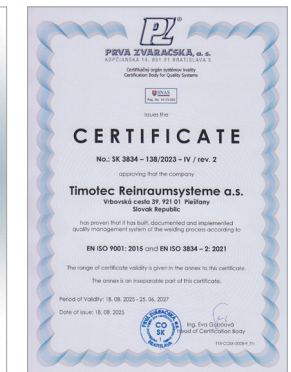 PZ
PRVÁ ZVÁRAČSKÁ, a. s.
KOPČIANSKA 14, 851 01 BRATISLAVA 5
Certifikačný orgán systémov kvality
Certification Body for Quality Systems
SNAS
issues the
CERTIFICATE
No.: SK 3834 – 138/2023 – IV / rev. 2
approving that the company
Timotec Reinraumsysteme a.s.
Vrbovská cesta 39, 921 01 Piešťany
Slovak Republic
has proven that it has built, documented and implemented
quality management system of the welding process according to
EN ISO 9001: 2015 and EN ISO 3834 – 2: 2021
The range of certificate validity is given in the annex to this certificate.
The annex is an inseparable part of this certificate.
Period of Validity: 18. 08. 2025 - 25. 06. 2027
Date of issue: 18. 08. 2025
PRVÁ ZVÁRAČSKÁ
CO
SK
1
BRATISLAVA
Ing. Eva
Head of Certification Body